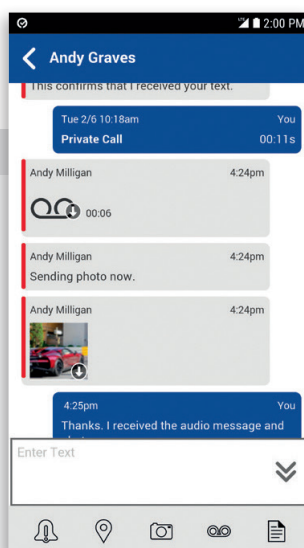 2:00 PM
Andy Graves
This confirms that I received your text.
Tue 2/6 10:18am You
Private Call 00:11s
Andy Milligan 4:24pm
00:06
Andy Milligan 4:24pm
Sending photo now.
Andy Milligan 4:24pm
4:25pm You
Thanks. I received the audio message and
Enter Text